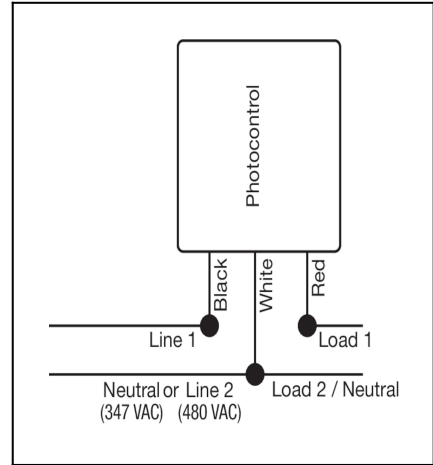 Photocontrol
Black
White
Red
Line 1
Load 1
Neutral or Line 2
Load 2 / Neutral
(347 VAC) (480 VAC)